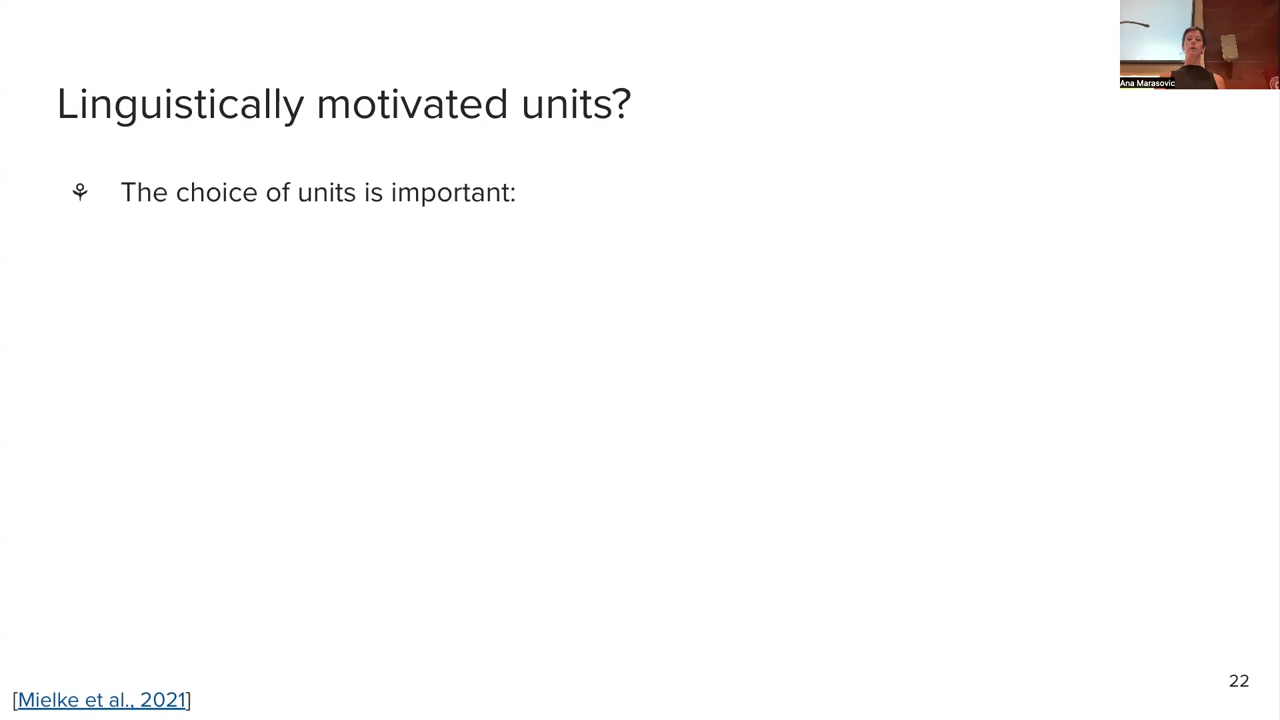 Ana Marasovic
Linguistically motivated units?
⚘ The choice of units is important:
22
[Mielke et al., 2021]